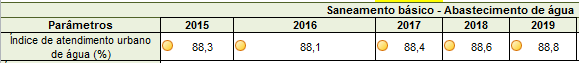 Saneamento básico - Abastecimento de água
Parâmetros 2015 2016 2017 2018 2019
Índice de atendimento urbano
de água (%) 88,3 88,1 88,4 88,6 88,8